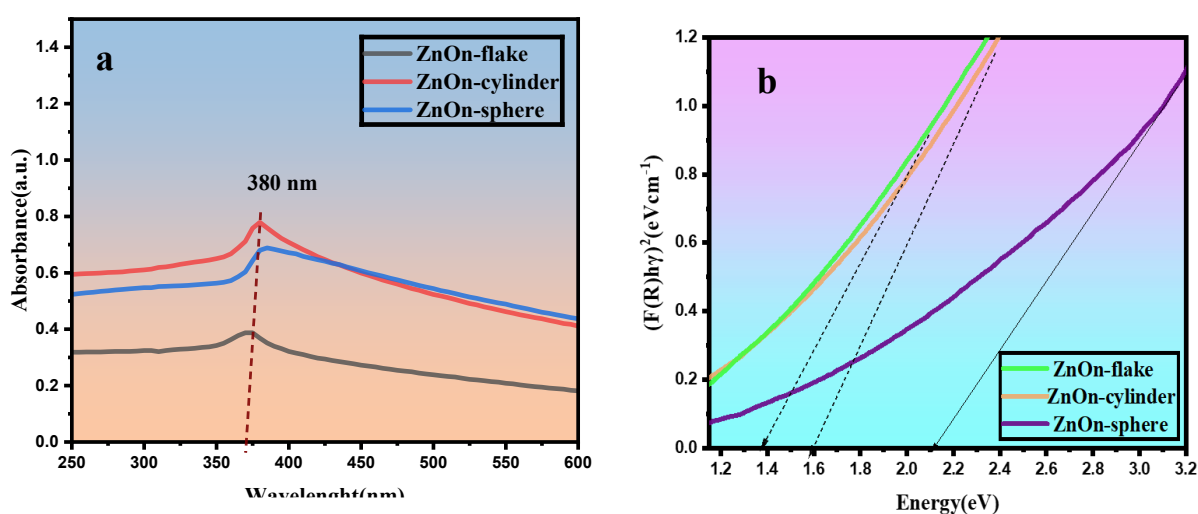 a
ZnOn-flake
ZnOn-cylinder
ZnOn-sphere
380 nm
Absorbance(a.u.)
1.4
1.2
1.0
0.8
0.6
0.4
0.2
0.0
250 300 350 400 450 500 550 600
Wavelenght(nm)
b
(F(R)hγ)²(eVcm⁻¹)
1.2
1.0
0.8
0.6
0.4
0.2
0.0
ZnOn-flake
ZnOn-cylinder
ZnOn-sphere
1.2 1.4 1.6 1.8 2.0 2.2 2.4 2.6 2.8 3.0 3.2
Energy(eV)